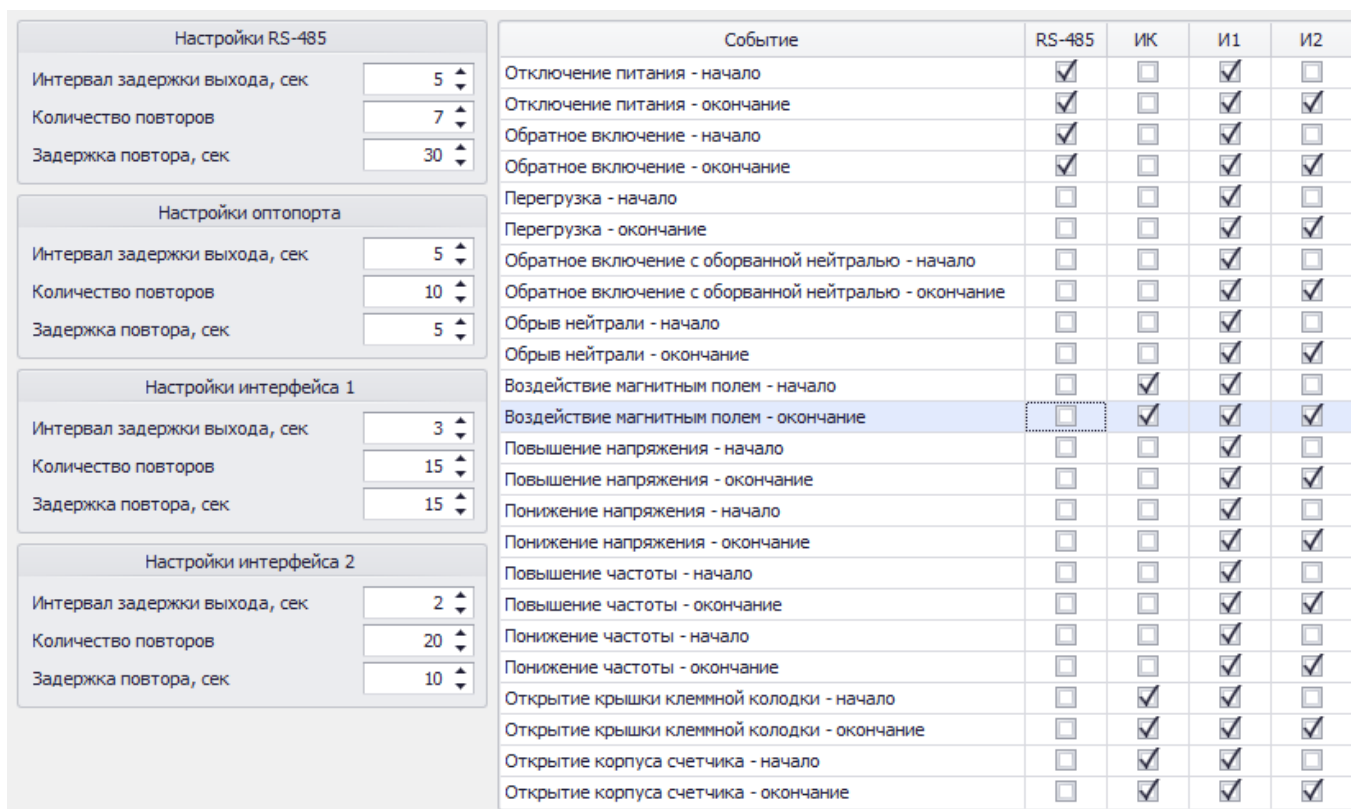 Настройки RS-485
Интервал задержки выхода, сек 5
Количество повторов 7
Задержка повтора, сек 30
Настройки оптопорта
Интервал задержки выхода, сек 5
Количество повторов 10
Задержка повтора, сек 5
Настройки интерфейса 1
Интервал задержки выхода, сек 3
Количество повторов 15
Задержка повтора, сек 15
Настройки интерфейса 2
Интервал задержки выхода, сек 2
Количество повторов 20
Задержка повтора, сек 10
Событие RS-485 ИК И1 И2
Отключение питания - начало
Отключение питания - окончание
Обратное включение - начало
Обратное включение - окончание
Перегрузка - начало
Перегрузка - окончание
Обратное включение с оборванной нейтралью - начало
Обратное включение с оборванной нейтралью - окончание
Обрыв нейтрали - начало
Обрыв нейтрали - окончание
Воздействие магнитным полем - начало
Воздействие магнитным полем - окончание
Повышение напряжения - начало
Повышение напряжения - окончание
Понижение напряжения - начало
Понижение напряжения - окончание
Повышение частоты - начало
Повышение частоты - окончание
Понижение частоты - начало
Понижение частоты - окончание
Открытие крышки клеммной колодки - начало
Открытие крышки клеммной колодки - окончание
Открытие корпуса счетчика - начало
Открытие корпуса счетчика - окончание